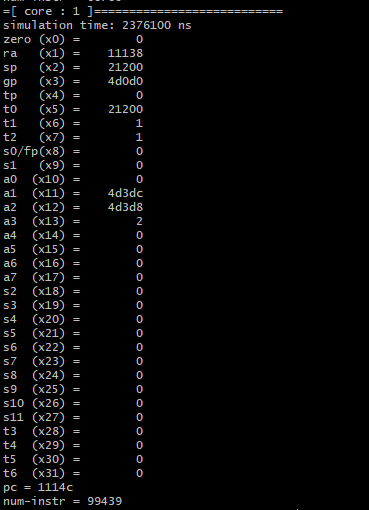 =[ core : 1 ]===========================
simulation time: 2376100 ns
zero (x0) =        0
ra   (x1) =    11138
sp   (x2) =    21200
gp   (x3) =    4d0d0
tp   (x4) =        0
t0   (x5) =    21200
t1   (x6) =        1
t2   (x7) =        1
s0/fp(x8) =        0
s1   (x9) =        0
a0  (x10) =        0
a1  (x11) =    4d3dc
a2  (x12) =    4d3d8
a3  (x13) =        2
a4  (x14) =        0
a5  (x15) =        0
a6  (x16) =        0
a7  (x17) =        0
s2  (x18) =        0
s3  (x19) =        0
s4  (x20) =        0
s5  (x21) =        0
s6  (x22) =        0
s7  (x23) =        0
s8  (x24) =        0
s9  (x25) =        0
s10 (x26) =        0
s11 (x27) =        0
t3  (x28) =        0
t4  (x29) =        0
t5  (x30) =        0
t6  (x31) =        0
pc = 1114c
num-instr = 99439